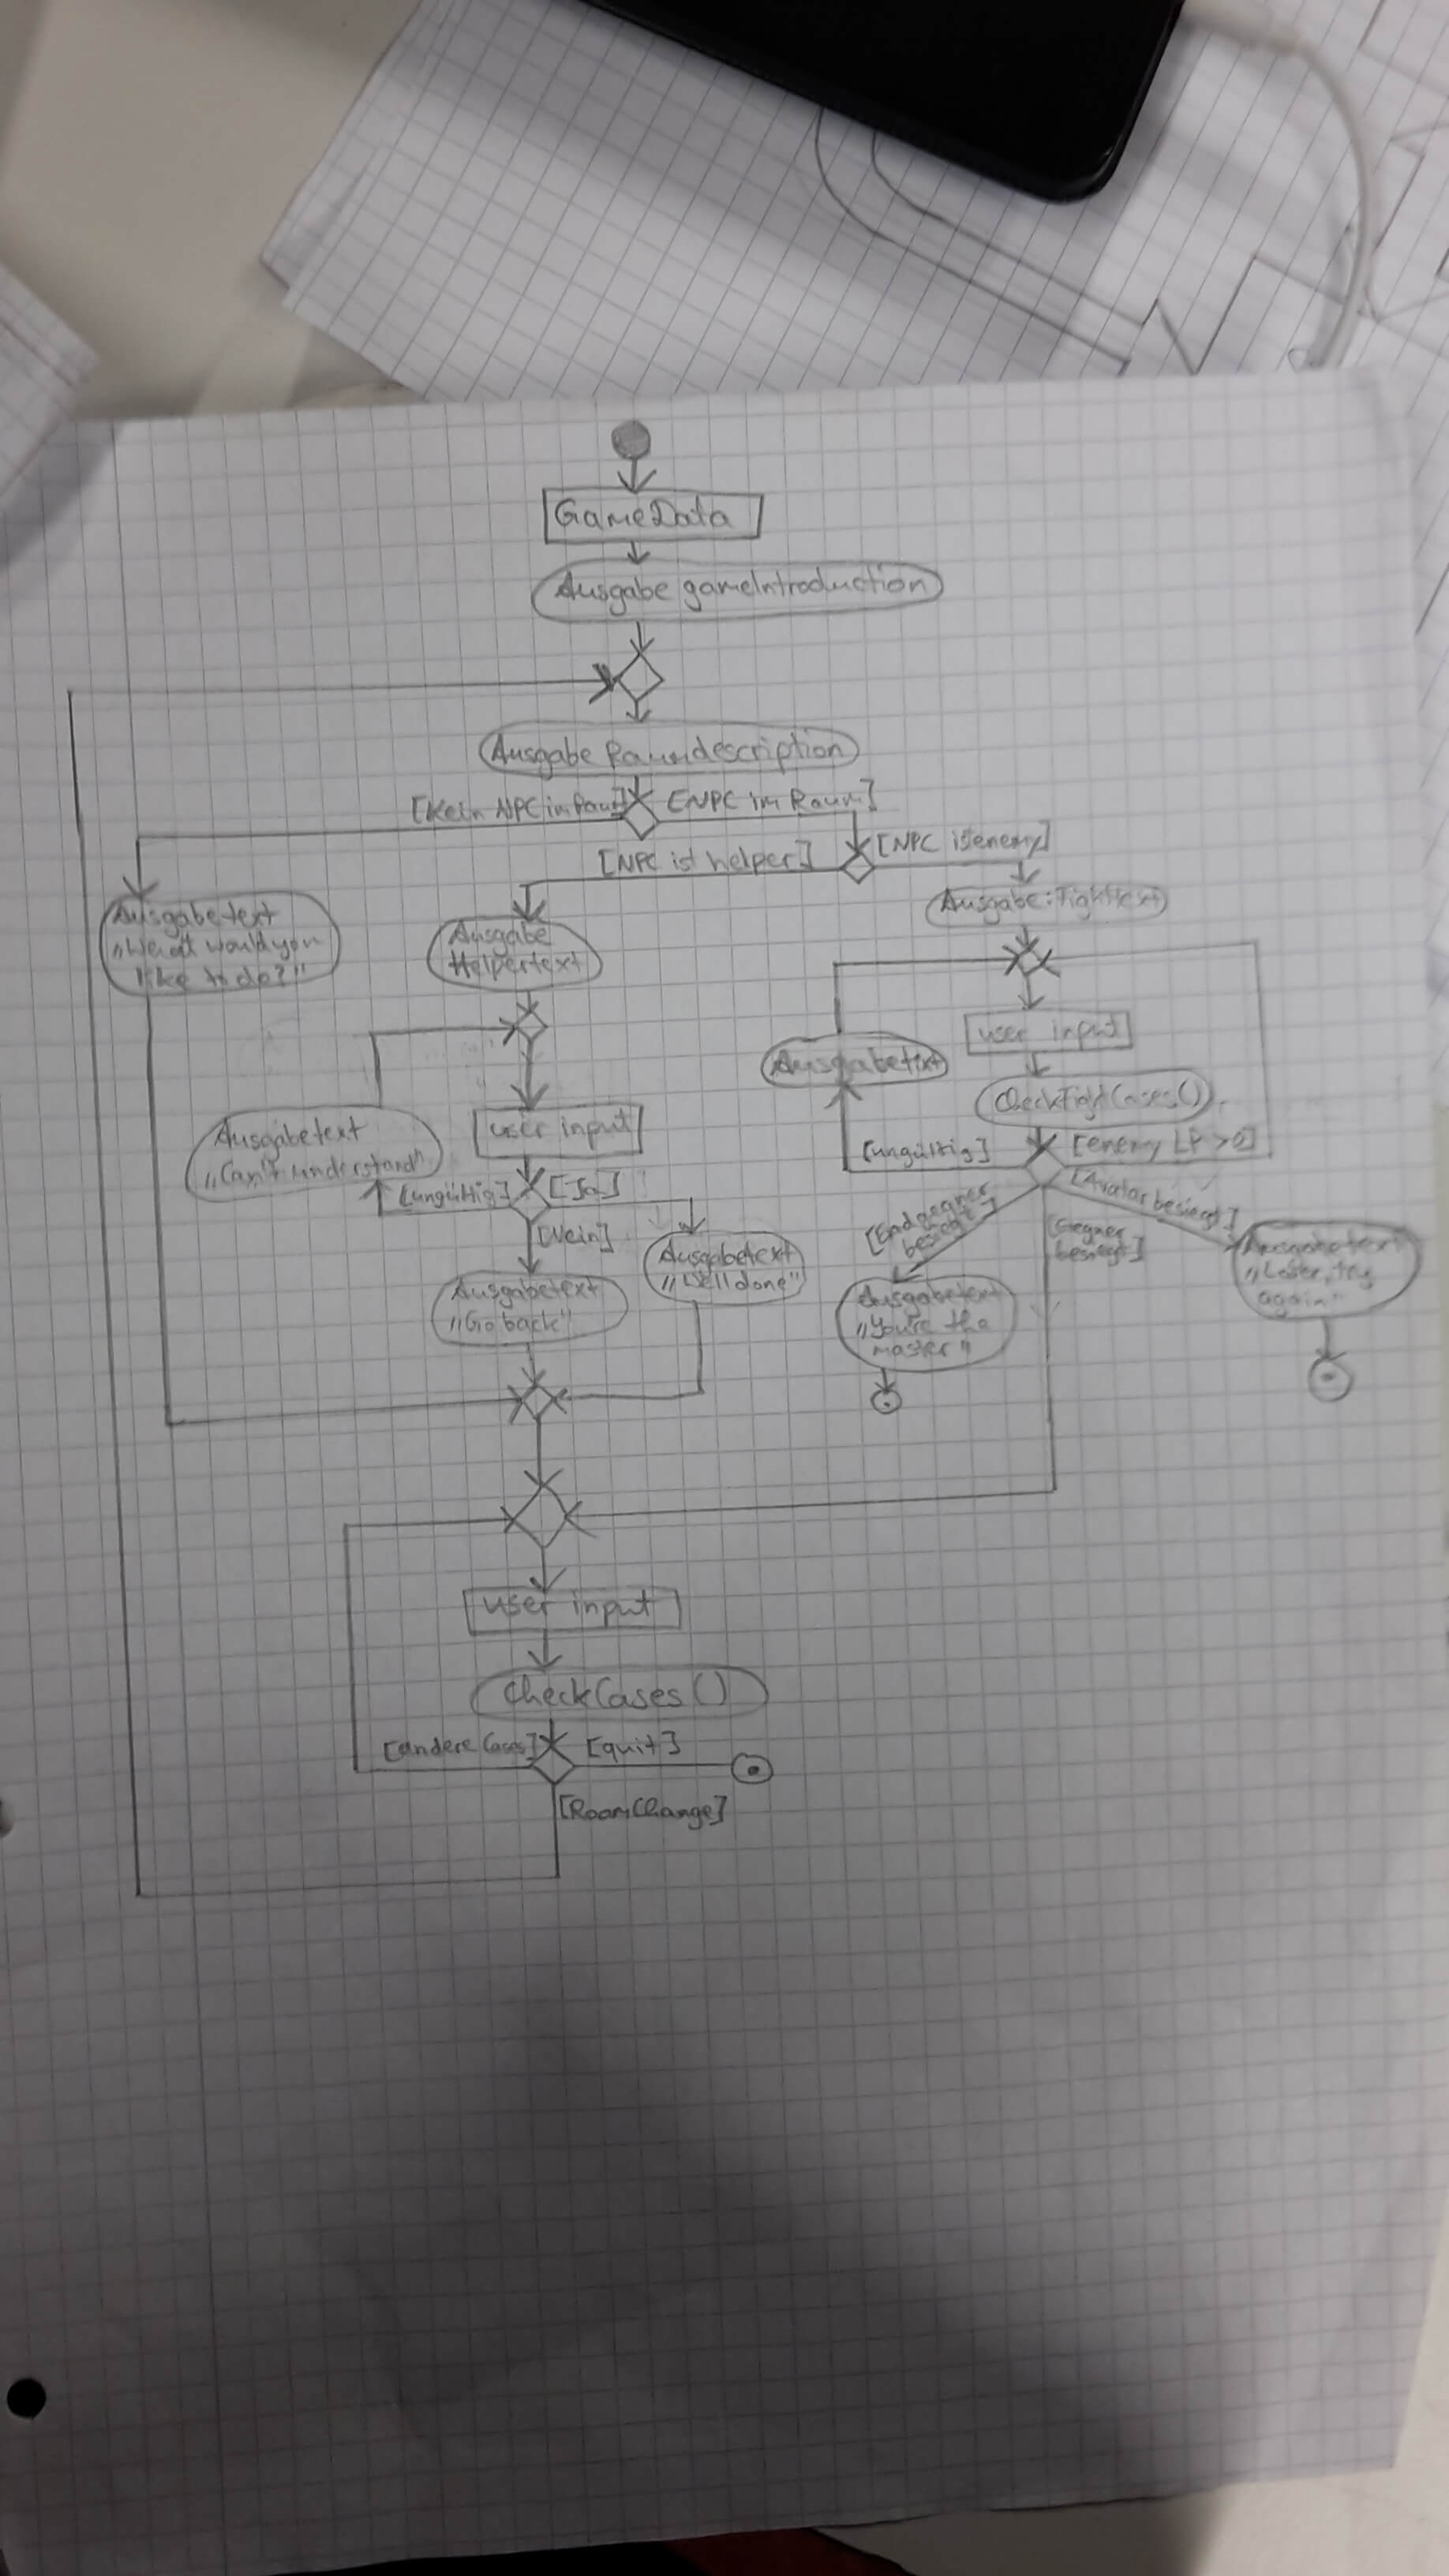 GameData
Ausgabe gameIntroduction
Ausgabe Raumdescription
[Kein NPC im Raum]
[NPC im Raum]
[NPC ist helper]
[NPC ist enemy]
Ausgabetext
„What would you
like to do?"
Ausgabe
Helpertext
Ausgabe: Fighttext
user input
Ausgabetext
CheckFightCases()
Ausgabetext
„Can't understand"
user input
[ungültig]
[enemy LP >0]
[ungültig]
[Ja]
[Nein]
[Endgegner
besiegt]
[Gegner
besiegt]
[Avatar besiegt]
Ausgabetext
„Go back"
Ausgabetext
„Well done"
Ausgabetext
„You're the
master"
Ausgabetext
„Loser, try
again"
user input
CheckCases()
[andere Cases]
[quit]
[RoomChange]